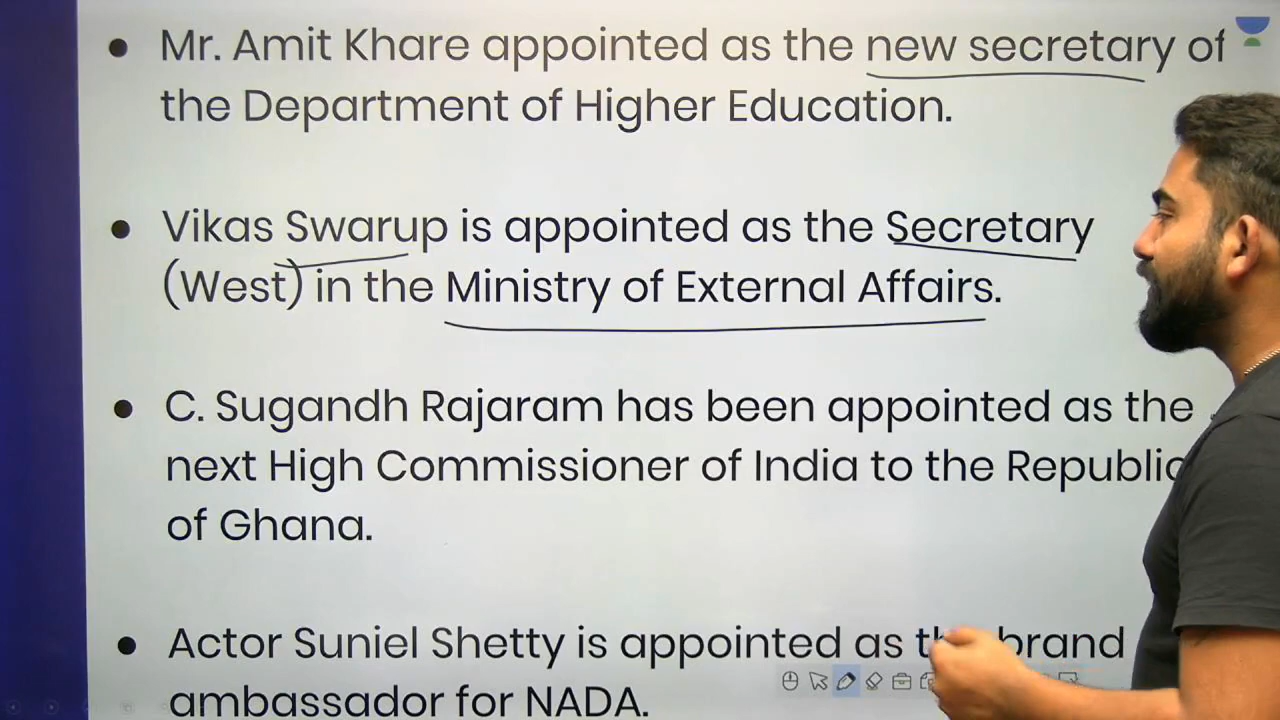 • Mr. Amit Khare appointed as the new secretary of
the Department of Higher Education.
• Vikas Swarup is appointed as the Secretary
(West) in the Ministry of External Affairs.
• C. Sugandh Rajaram has been appointed as the
next High Commissioner of India to the Republic
of Ghana.
• Actor Suniel Shetty is appointed as the brand
ambassador for NADA.